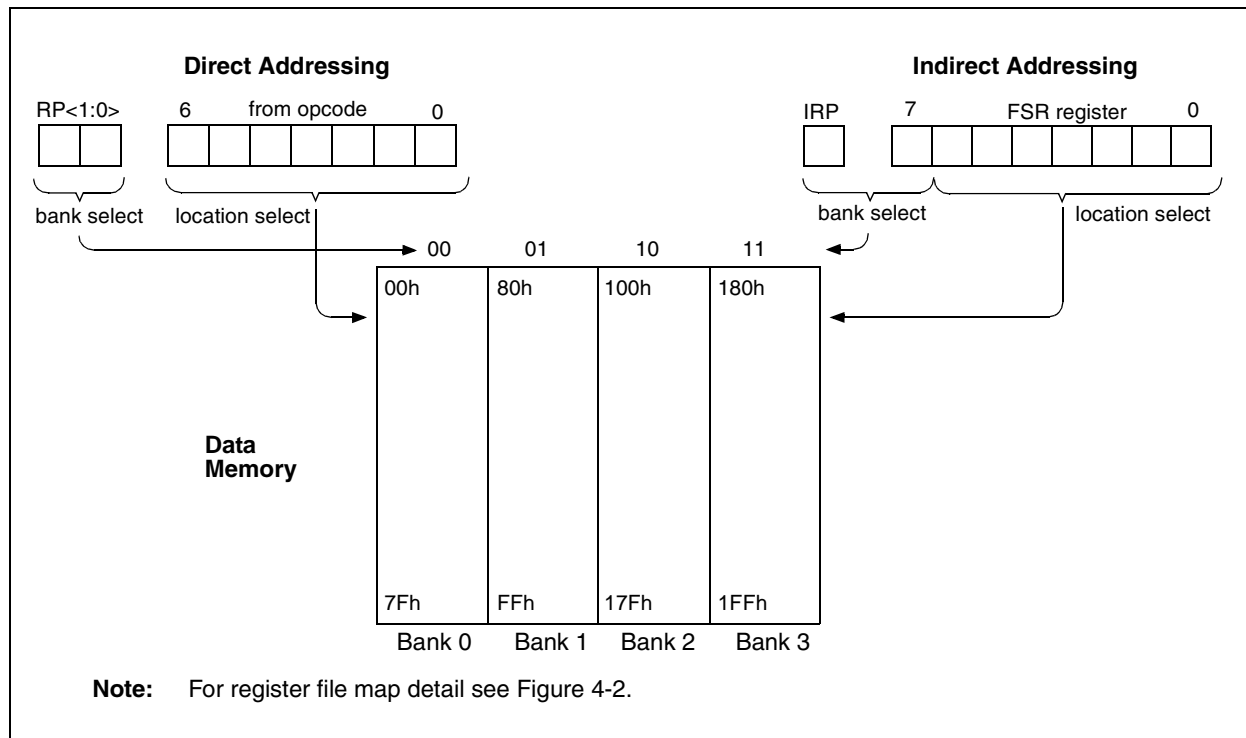 Direct Addressing
Indirect Addressing
RP<1:0>
6 from opcode 0
IRP
7 FSR register 0
bank select
location select
bank select
location select
00 01 10 11
00h 80h 100h 180h
Data
Memory
7Fh FFh 17Fh 1FFh
Bank 0 Bank 1 Bank 2 Bank 3
Note: For register file map detail see Figure 4-2.